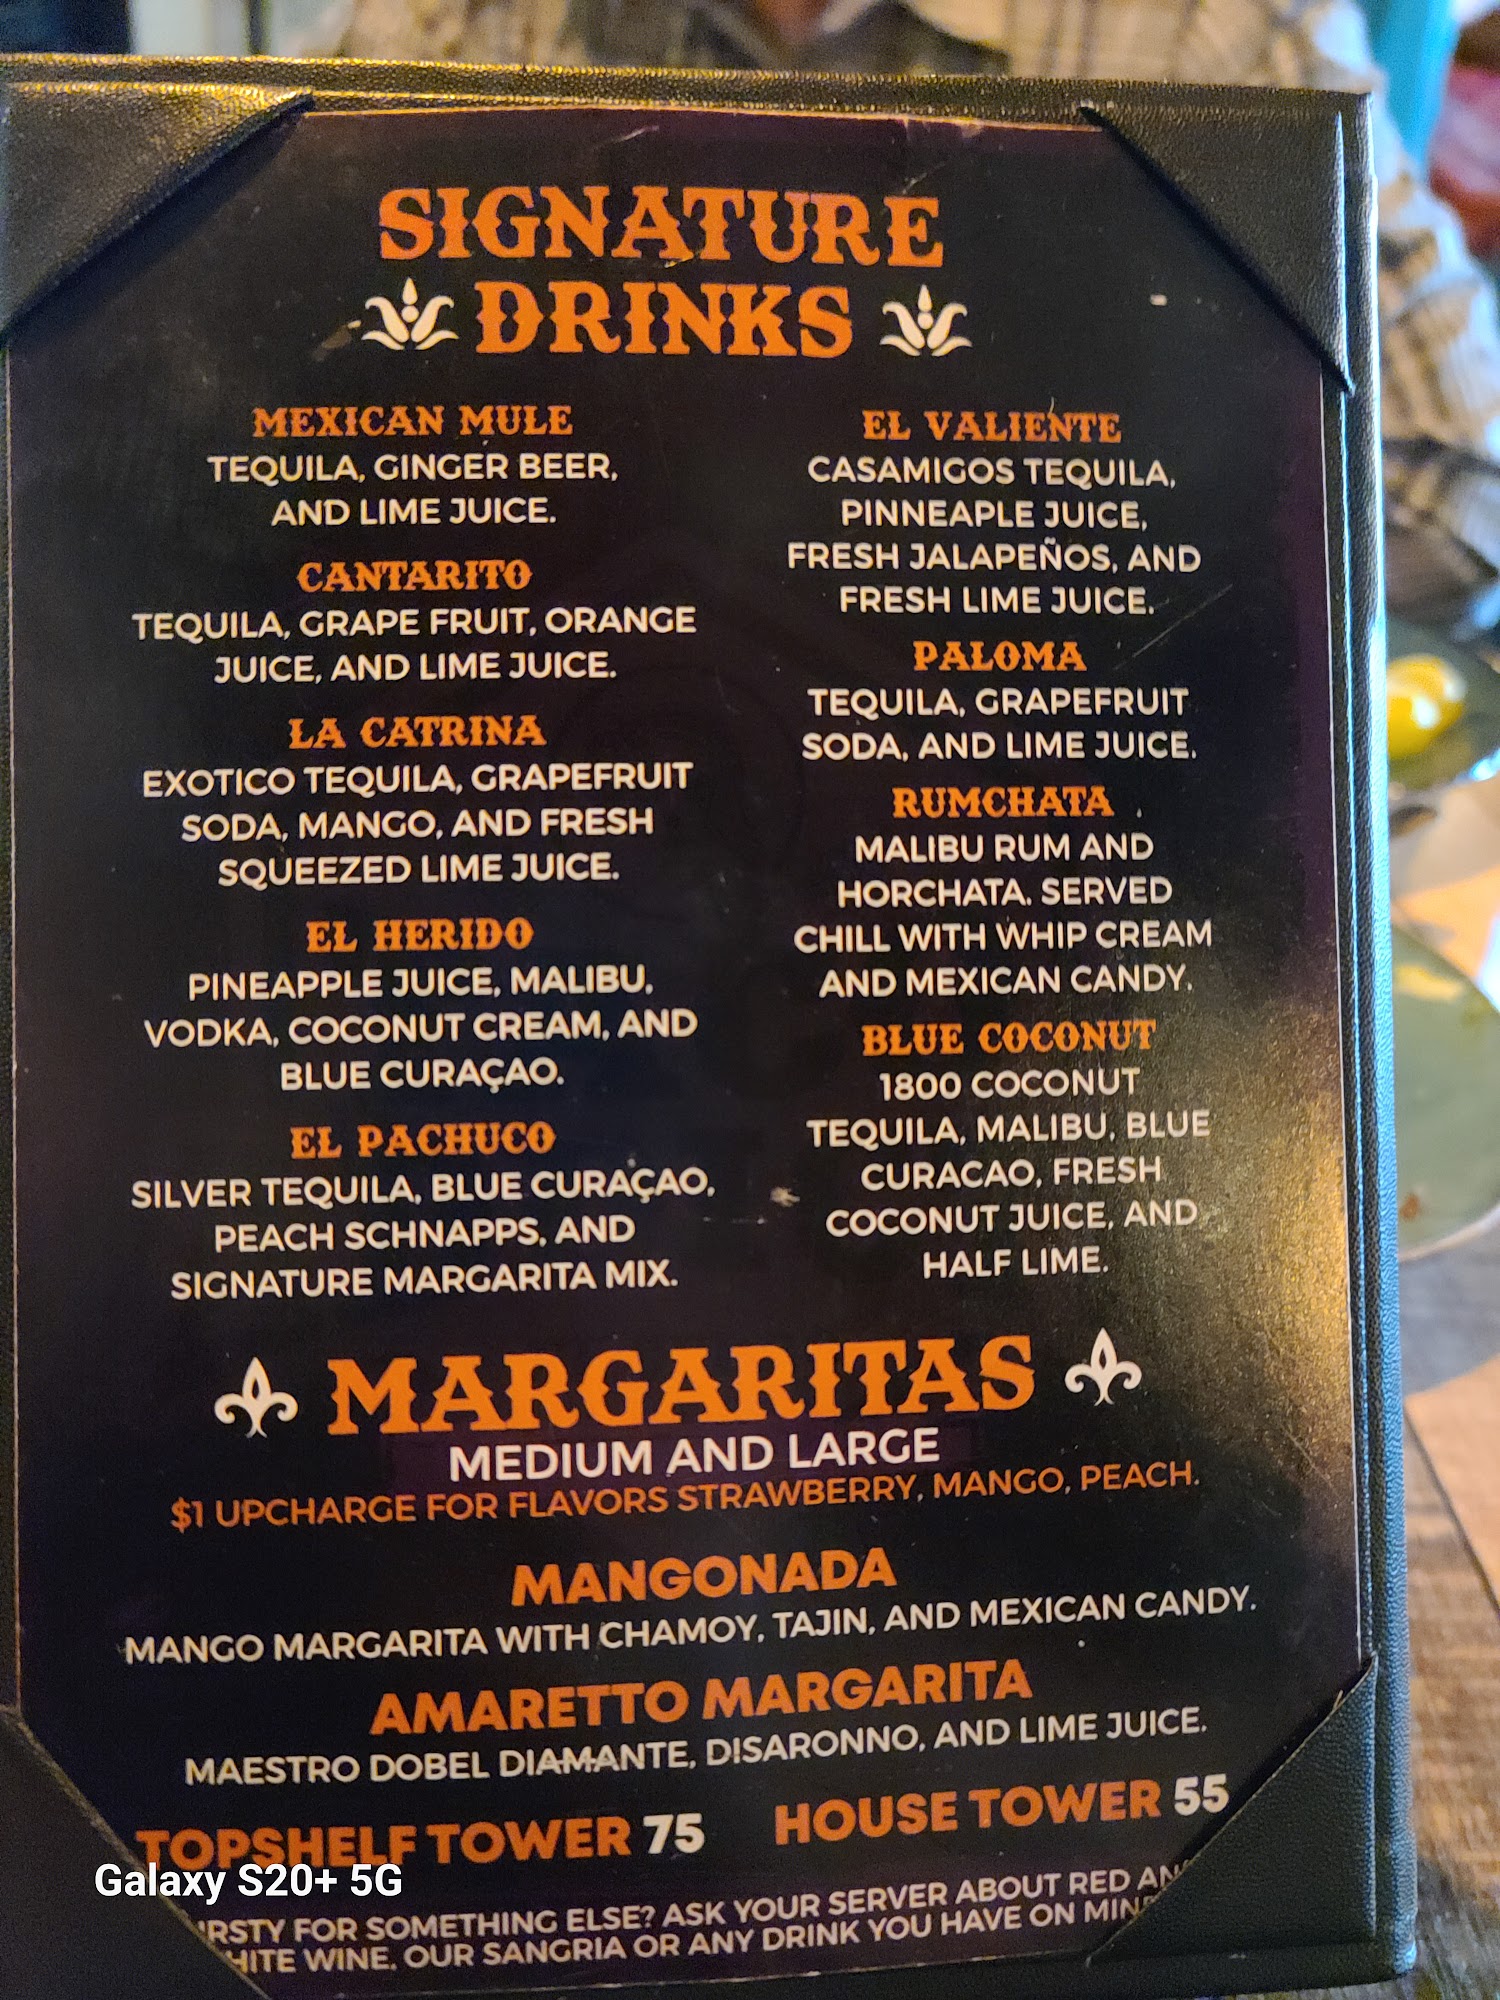 SIGNATURE
DRINKS
MEXICAN MULE
TEQUILA, GINGER BEER,
AND LIME JUICE.
CANTARITO
TEQUILA, GRAPE FRUIT, ORANGE
JUICE, AND LIME JUICE.
LA CATRINA
EXOTICO TEQUILA, GRAPEFRUIT
SODA, MANGO, AND FRESH
SQUEEZED LIME JUICE.
EL HERIDO
PINEAPPLE JUICE, MALIBU,
VODKA, COCONUT CREAM, AND
BLUE CURAÇAO.
EL PACHUCO
SILVER TEQUILA, BLUE CURAÇAO,
PEACH SCHNAPPS, AND
SIGNATURE MARGARITA MIX.
EL VALIENTE
CASAMIGOS TEQUILA,
PINNEAPLE JUICE,
FRESH JALAPEÑOS, AND
FRESH LIME JUICE.
PALOMA
TEQUILA, GRAPEFRUIT
SODA, AND LIME JUICE.
RUMCHATA
MALIBU RUM AND
HORCHATA. SERVED
CHILL WITH WHIP CREAM
AND MEXICAN CANDY.
BLUE COCONUT
1800 COCONUT
TEQUILA, MALIBU, BLUE
CURACAO, FRESH
COCONUT JUICE, AND
HALF LIME.
MARGARITAS
MEDIUM AND LARGE
$1 UPCHARGE FOR FLAVORS STRAWBERRY, MANGO, PEACH.
MANGONADA
MANGO MARGARITA WITH CHAMOY, TAJIN, AND MEXICAN CANDY.
AMARETTO MARGARITA
MAESTRO DOBEL DIAMANTE, DISARONNO, AND LIME JUICE.
TOPSHELF TOWER 75 HOUSE TOWER 55
Galaxy S20+ 5G
RSTY FOR SOMETHING ELSE? ASK YOUR SERVER ABOUT RED AN
HITE WINE, OUR SANGRIA OR ANY DRINK YOU HAVE ON MIN